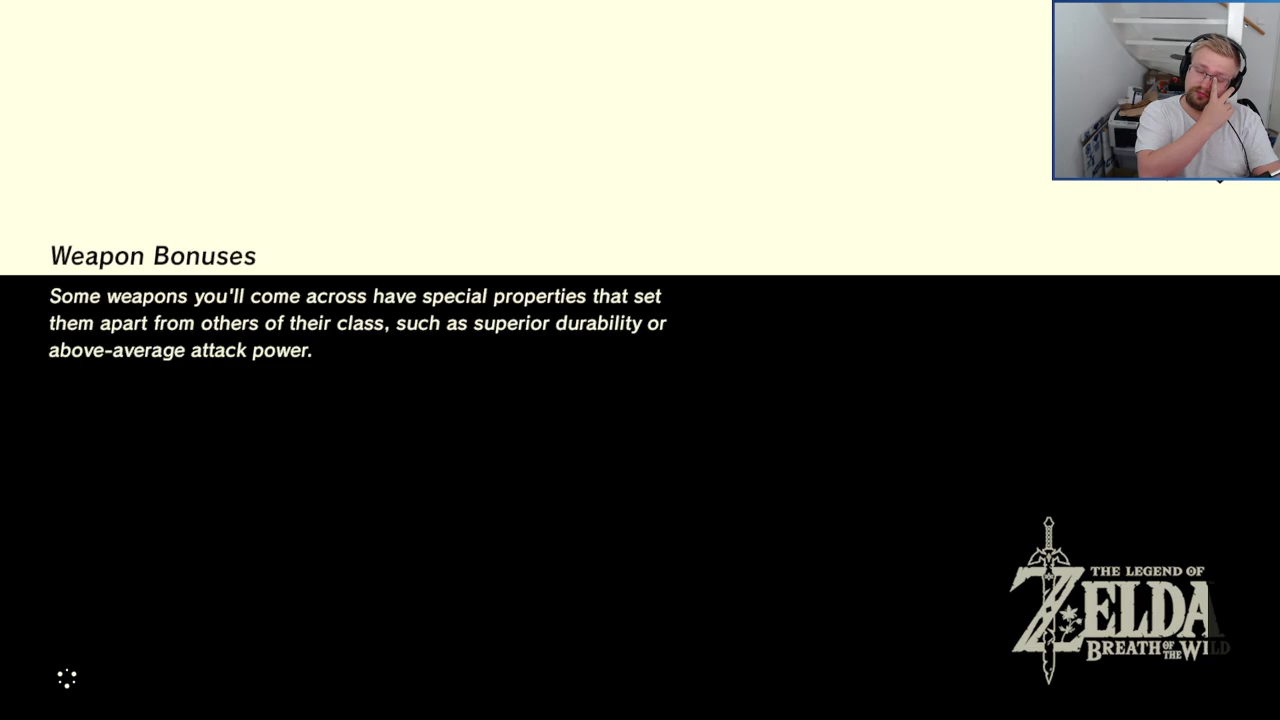 Weapon Bonuses
Some weapons you'll come across have special properties that set
them apart from others of their class, such as superior durability or
above-average attack power.
THE LEGEND OF
ZELDA
BREATH OF THE WILD